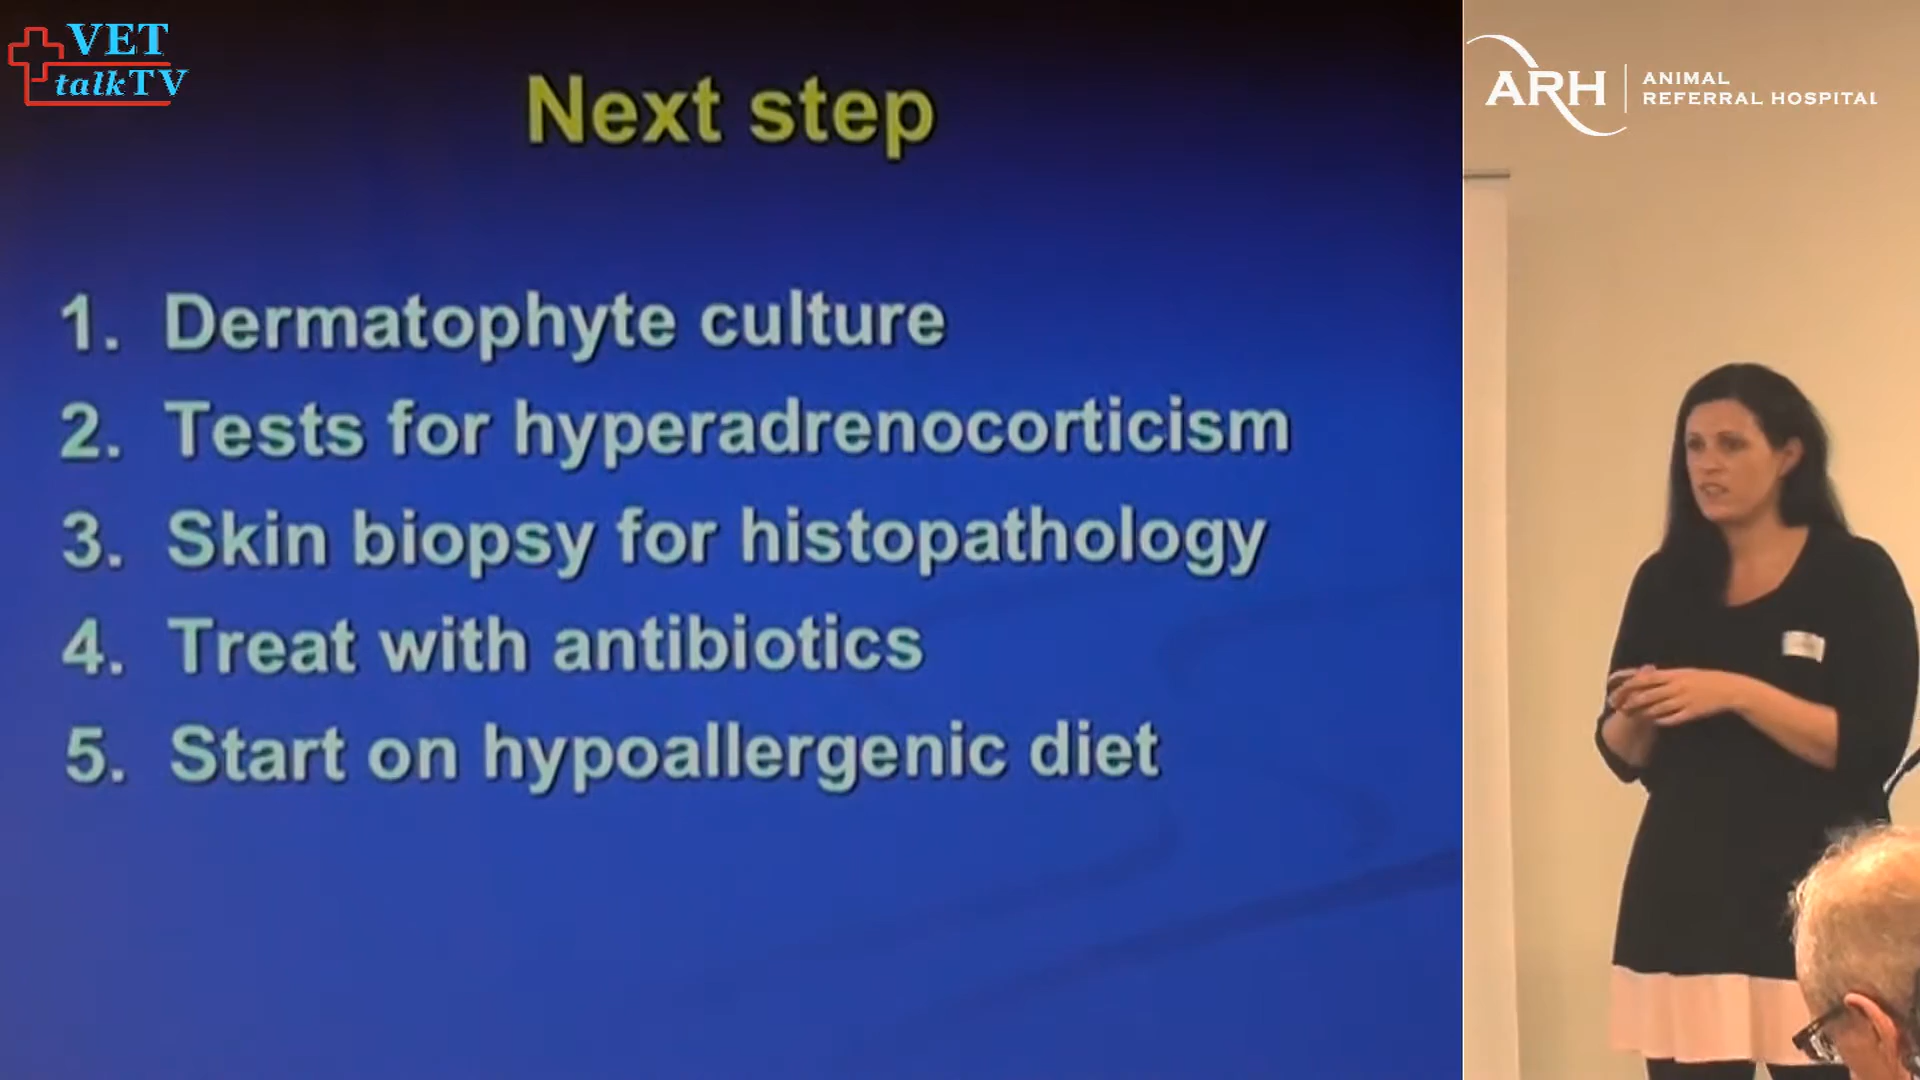 VET
talkTV
Next step
1. Dermatophyte culture
2. Tests for hyperadrenocorticism
3. Skin biopsy for histopathology
4. Treat with antibiotics
5. Start on hypoallergenic diet
ARH
ANIMAL
REFERRAL HOSPITAL